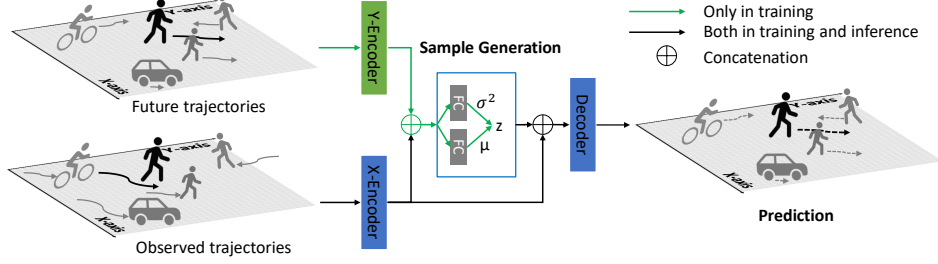 Y-axis
X-axis
Future trajectories
Y-axis
X-axis
Observed trajectories
Y-Encoder
X-Encoder
Sample Generation
FC
σ²
z
FC
μ
Decoder
Only in training
Both in training and inference
Concatenation
Y-axis
X-axis
Prediction